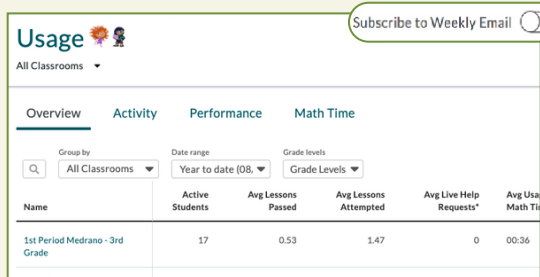 Subscribe to Weekly Email
Usage
All Classrooms
Overview Activity Performance Math Time
Group by Date range Grade levels
All Classrooms Year to date (08, Grade Levels
Name Active Students Avg Lessons Passed Avg Lessons Attempted Avg Live Help Requests* Avg Math
1st Period Medrano - 3rd Grade 17 0.53 1.47 0 00:36